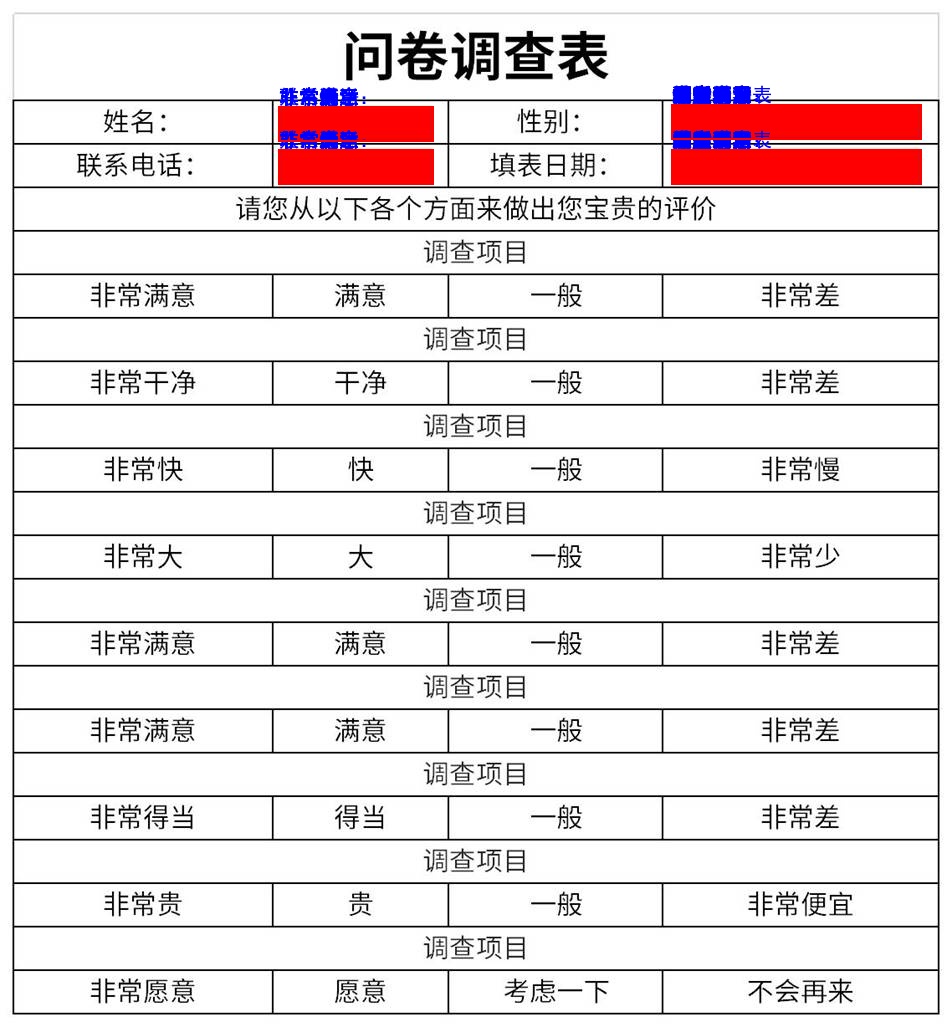 问卷调查表
姓名： 性别：
联系电话： 填表日期：
请您从以下各个方面来做出您宝贵的评价
调查项目
非常满意 满意 一般 非常差
调查项目
非常干净 干净 一般 非常差
调查项目
非常快 快 一般 非常慢
调查项目
非常大 大 一般 非常少
调查项目
非常满意 满意 一般 非常差
调查项目
非常满意 满意 一般 非常差
调查项目
非常得当 得当 一般 非常差
调查项目
非常贵 贵 一般 非常便宜
调查项目
非常愿意 愿意 考虑一下 不会再来